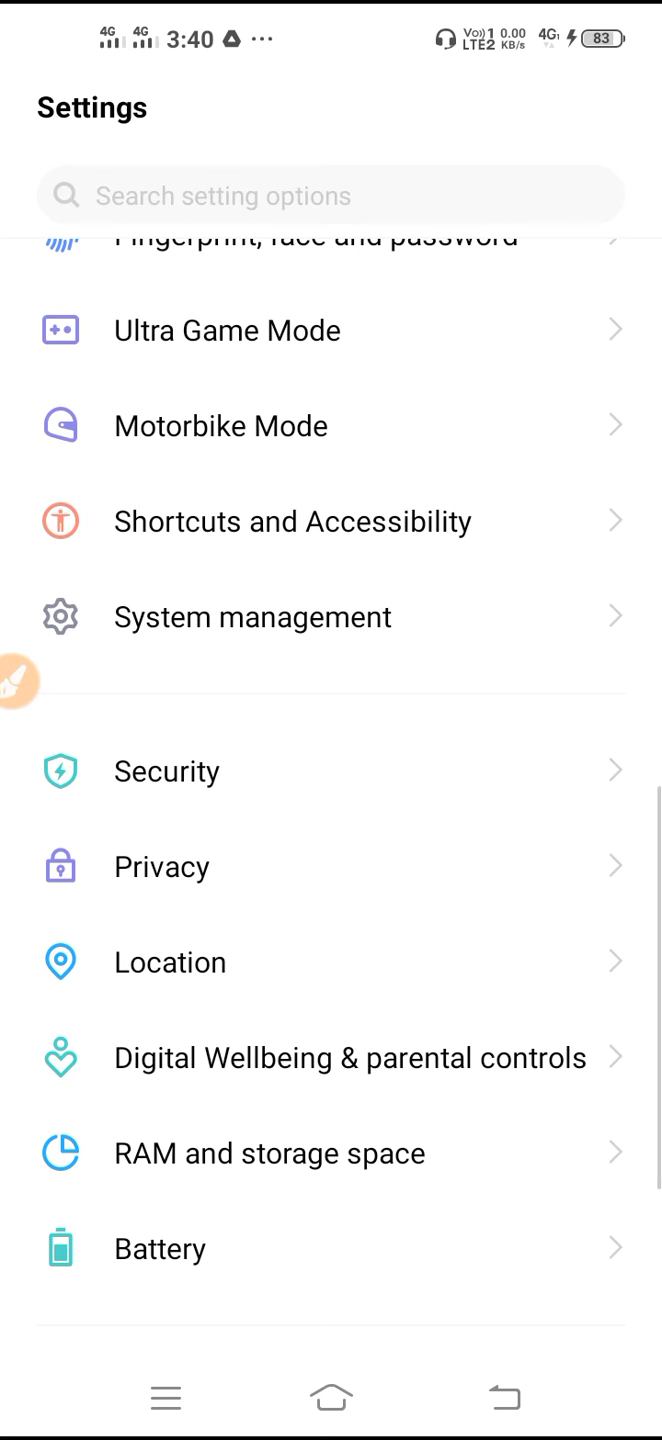 4G 4G 3:40 ... Vo))1 LTE2 0.00 KB/s 4G 83
Settings
Search setting options
Fingerprint, face and password
Ultra Game Mode
Motorbike Mode
Shortcuts and Accessibility
System management
Security
Privacy
Location
Digital Wellbeing & parental controls
RAM and storage space
Battery